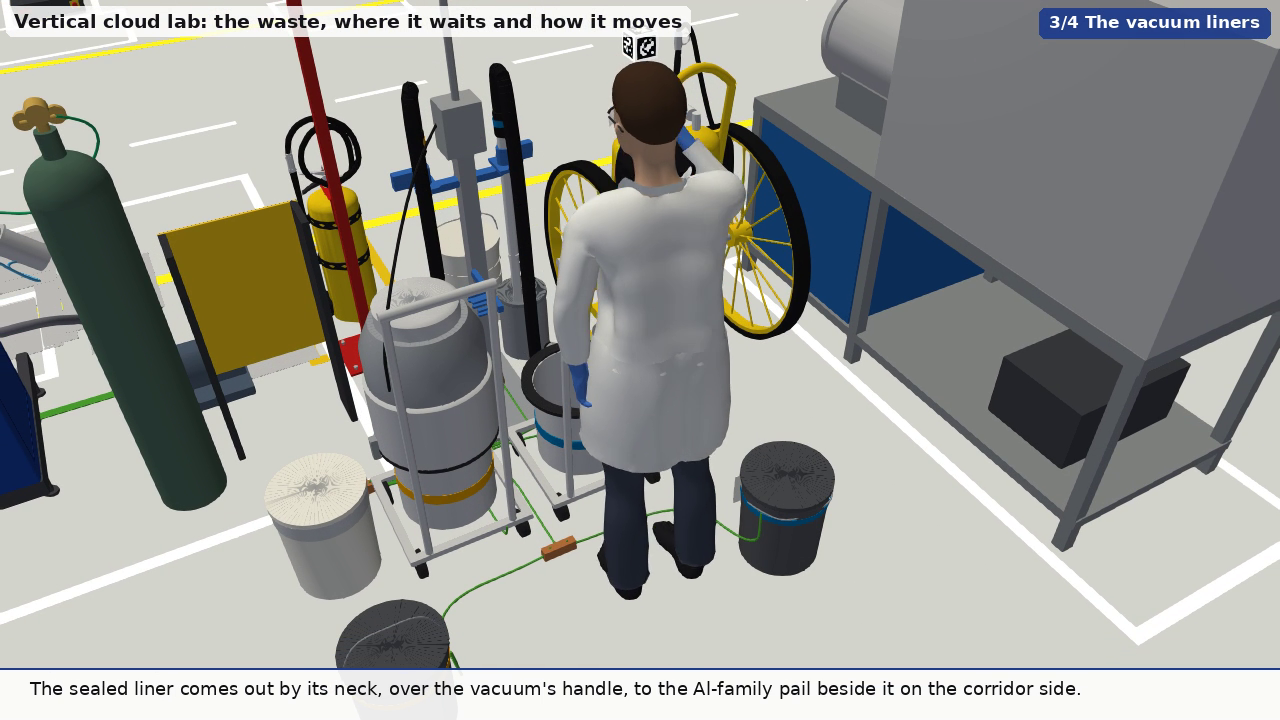 Vertical cloud lab: the waste, where it waits and how it moves
3/4 The vacuum liners
The sealed liner comes out by its neck, over the vacuum's handle, to the Al-family pail beside it on the corridor side.